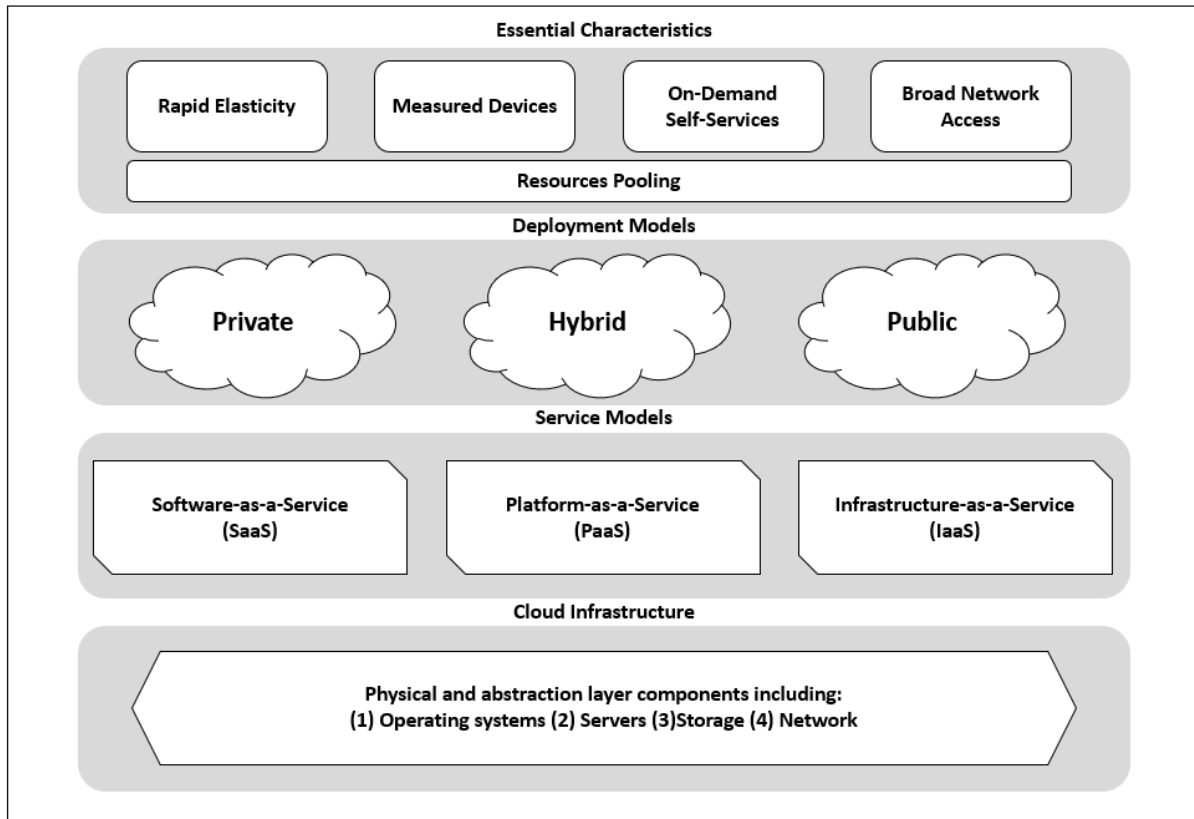 Essential Characteristics
Rapid Elasticity
Measured Devices
On-Demand
Self-Services
Broad Network
Access
Resources Pooling
Deployment Models
Private
Hybrid
Public
Service Models
Software-as-a-Service
(SaaS)
Platform-as-a-Service
(PaaS)
Infrastructure-as-a-Service
(IaaS)
Cloud Infrastructure
Physical and abstraction layer components including:
(1) Operating systems (2) Servers (3)Storage (4) Network